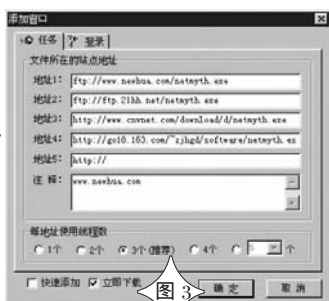 添加窗口
任务 登录
文件所在的站点地址
地址1: ftp://www.newhua.com/netmyth.exe
地址2: ftp://ftp.21hh.net/netmyth.exe
地址3: http://www.cnvnet.com/download/d/netmyth.exe
地址4: http://go10.163.com/~zjhgd/software/netmyth.ex
地址5: http://
注 释: www.newhua.com
每地址使用线程数
1个 2个 3个(推荐) 4个 5 个
快速添加 立即下载 确 定 取 消
图 3